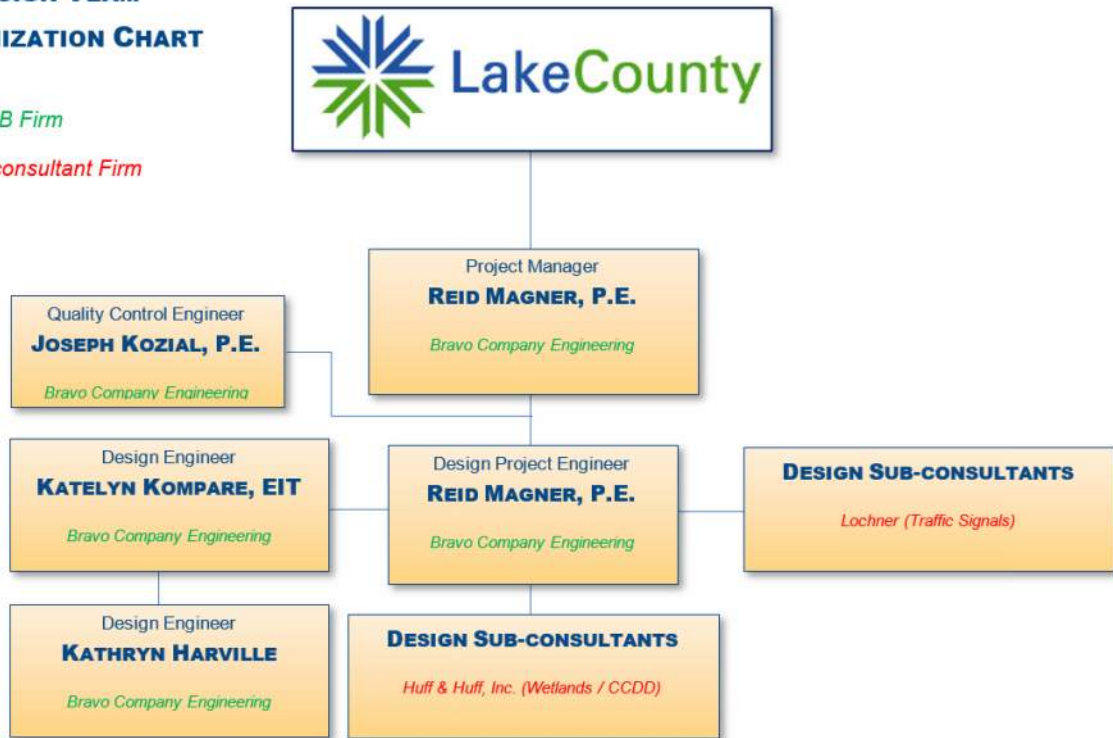 NIZATION CHART
B Firm
consultant Firm
LakeCounty
Project Manager
REID MAGNER, P.E.
Bravo Company Engineering
Quality Control Engineer
JOSEPH KOZIAL, P.E.
Bravo Company Engineering
Design Engineer
KATELYN KOMPARE, EIT
Bravo Company Engineering
Design Project Engineer
REID MAGNER, P.E.
Bravo Company Engineering
DESIGN SUB-CONSULTANTS
Lochner (Traffic Signals)
Design Engineer
KATHRYN HARVILLE
Bravo Company Engineering
DESIGN SUB-CONSULTANTS
Huff & Huff, Inc. (Wetlands / CCDD)